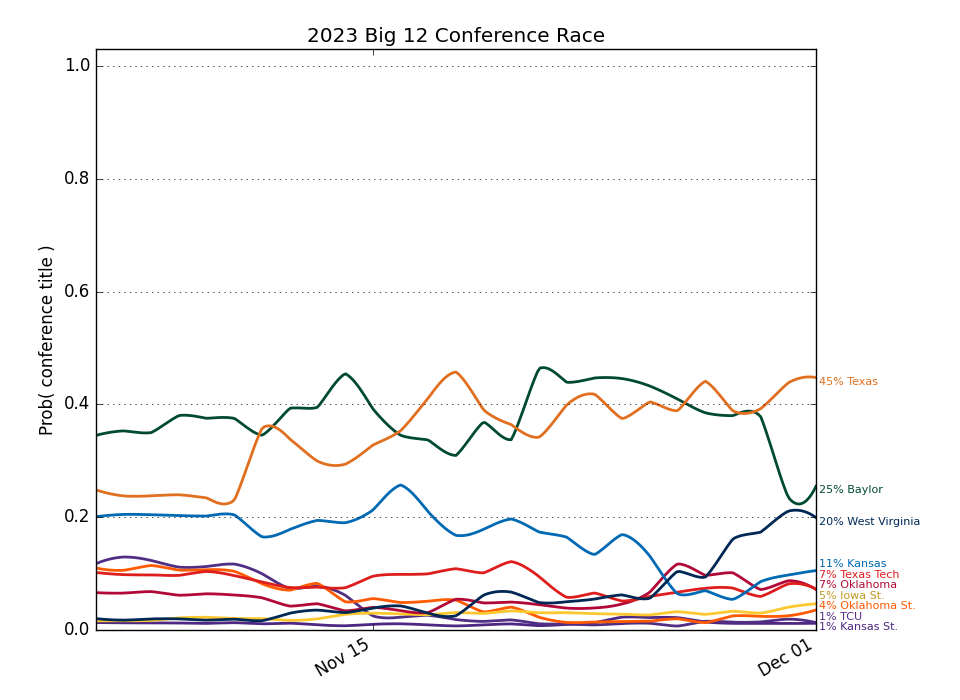 2023 Big 12 Conference Race
Prob( conference title )
1.0
0.8
0.6
0.4
0.2
0.0
Nov 15
Dec 01
45% Texas
25% Baylor
20% West Virginia
11% Kansas
7% Texas Tech
7% Oklahoma
5% Iowa St.
4% Oklahoma St.
1% TCU
1% Kansas St.